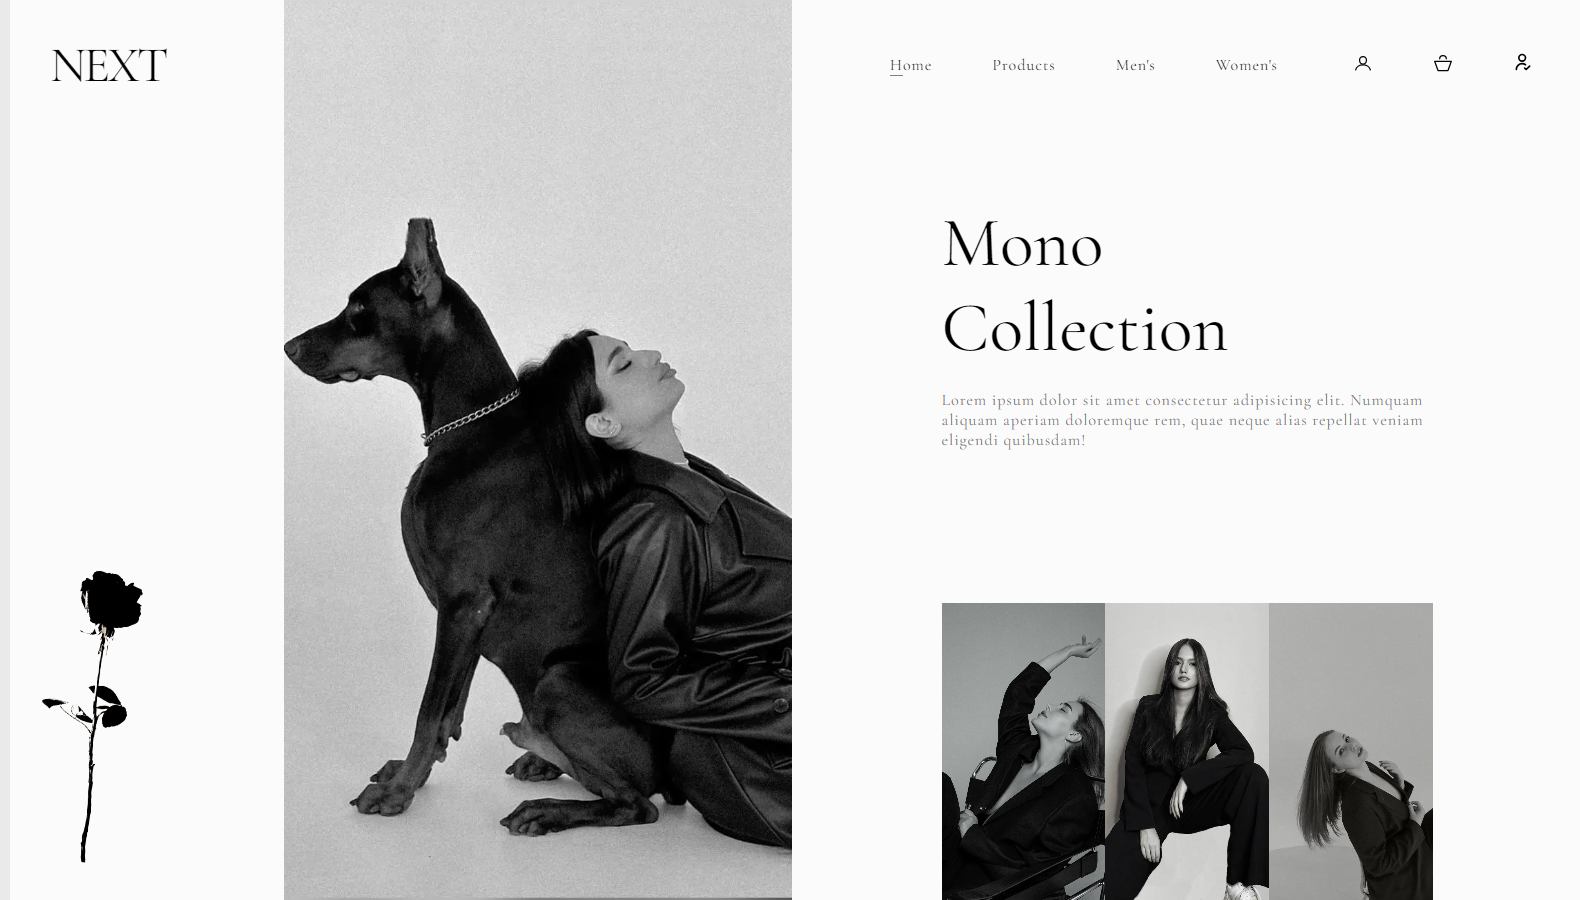 NEXT
Home Products Men's Women's
Mono
Collection
Lorem ipsum dolor sit amet consectetur adipisicing elit. Numquam
aliquam aperiam doloremque rem, quae neque alias repellat veniam
eligendi quibusdam!